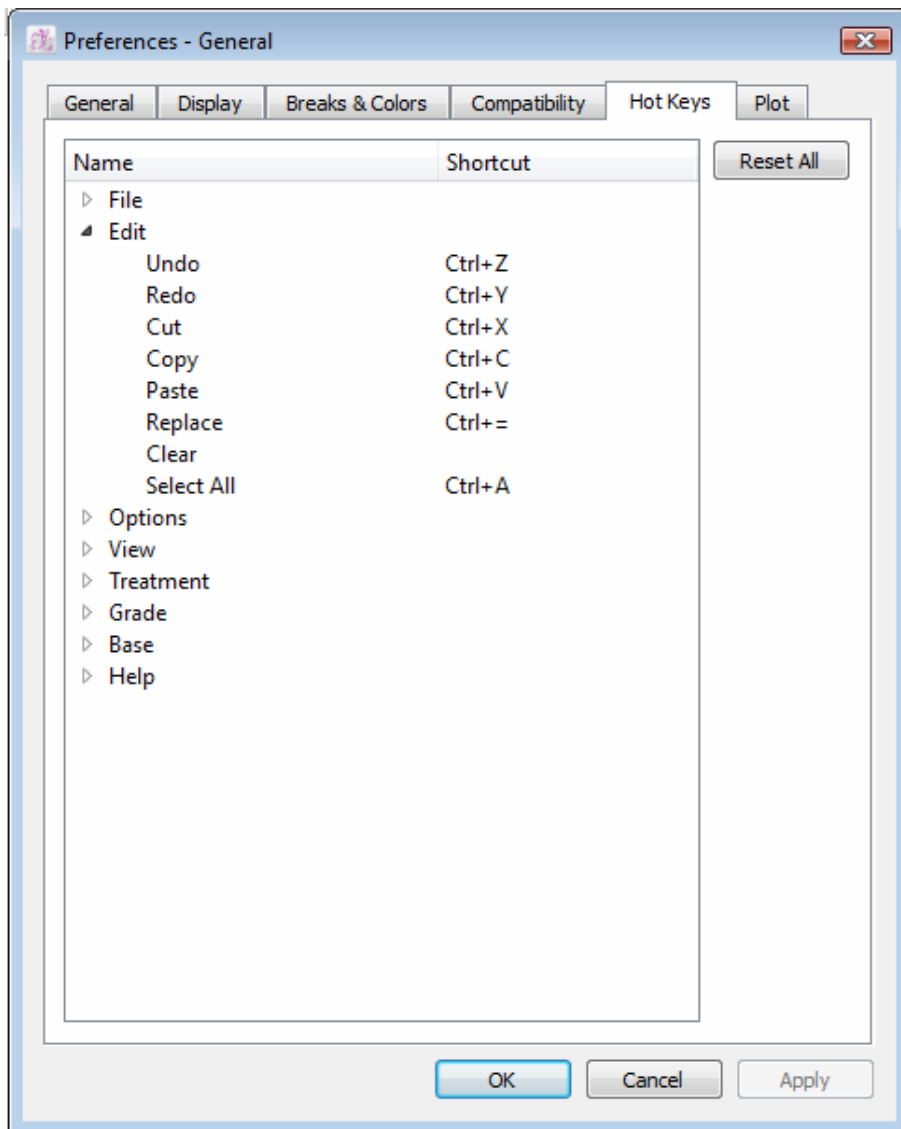 Preferences - General
General Display Breaks & Colors Compatibility Hot Keys Plot
Name Shortcut Reset All
File
Edit
Undo Ctrl+Z
Redo Ctrl+Y
Cut Ctrl+X
Copy Ctrl+C
Paste Ctrl+V
Replace Ctrl+=
Clear
Select All Ctrl+A
Options
View
Treatment
Grade
Base
Help
OK Cancel Apply